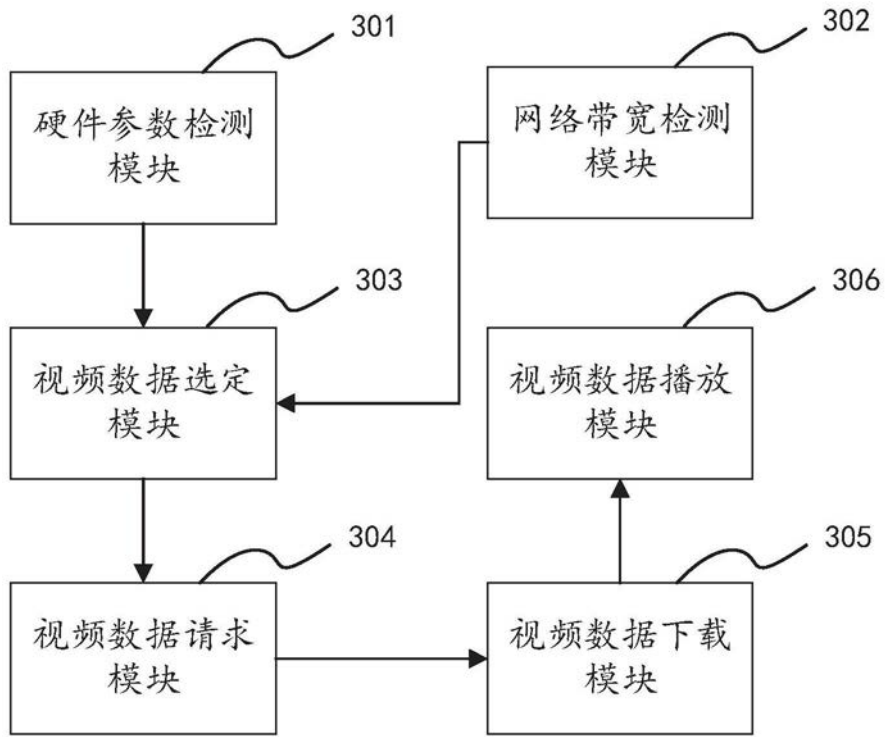 301
硬件参数检测
模块
302
网络带宽检测
模块
303
视频数据选定
模块
306
视频数据播放
模块
304
视频数据请求
模块
305
视频数据下载
模块